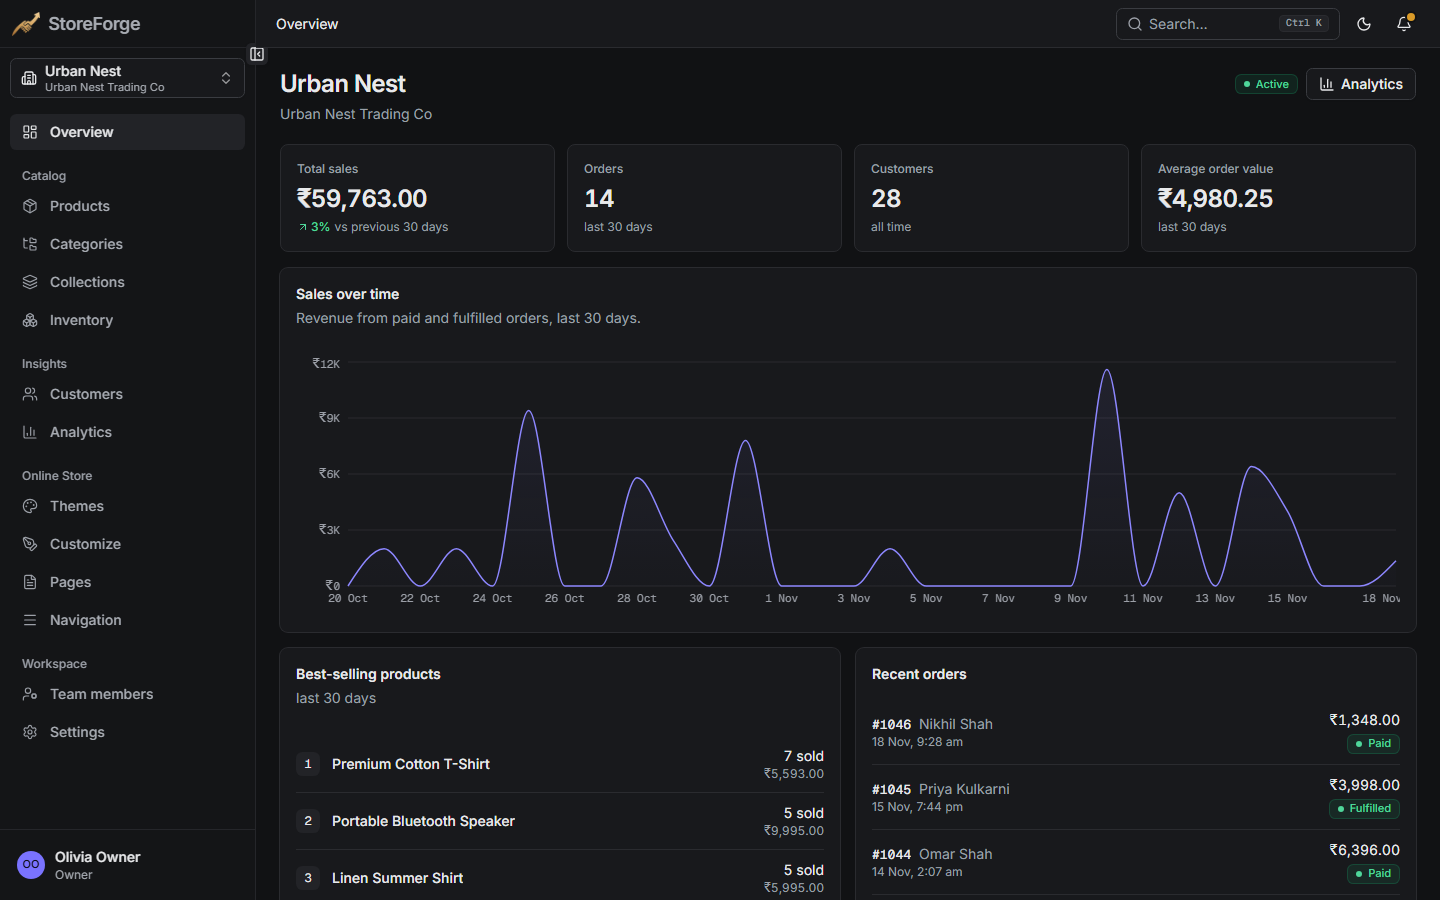 StoreForge
Overview
Search...
Ctrl K
Urban Nest
Urban Nest Trading Co
Overview
Catalog
Products
Categories
Collections
Inventory
Insights
Customers
Analytics
Online Store
Themes
Customize
Pages
Navigation
Workspace
Team members
Settings
OO
Olivia Owner
Owner
Urban Nest
Urban Nest Trading Co
Active
Analytics
Total sales
₹59,763.00
3% vs previous 30 days
Orders
14
last 30 days
Customers
28
all time
Average order value
₹4,980.25
last 30 days
Sales over time
Revenue from paid and fulfilled orders, last 30 days.
₹12K
₹9K
₹6K
₹3K
₹0
20 Oct 22 Oct 24 Oct 26 Oct 28 Oct 30 Oct 1 Nov 3 Nov 5 Nov 7 Nov 9 Nov 11 Nov 13 Nov 15 Nov 18 Nov
Best-selling products
last 30 days
1 Premium Cotton T-Shirt 7 sold
₹5,593.00
2 Portable Bluetooth Speaker 5 sold
₹9,995.00
3 Linen Summer Shirt 5 sold
₹5,995.00
Recent orders
#1046 Nikhil Shah ₹1,348.00
18 Nov, 9:28 am Paid
#1045 Priya Kulkarni ₹3,998.00
15 Nov, 7:44 pm Fulfilled
#1044 Omar Shah ₹6,396.00
14 Nov, 2:07 am Paid